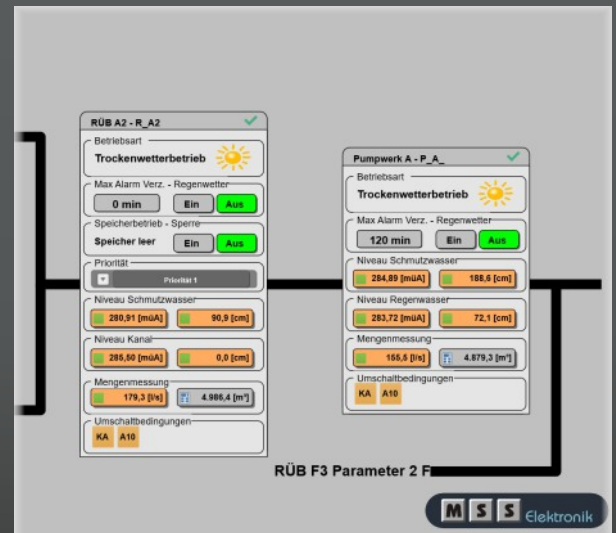 RÜB A2 - R_A2
Betriebsart
Trockenwetterbetrieb
Max Alarm Verz. - Regenwetter
0 min Ein Aus
Speicherbetrieb - Sperre
Speicher leer Ein Aus
Priorität
Priorität 1
Niveau Schmutzwasser
280,91 [müA] 90,9 [cm]
Niveau Kanal
285,50 [müA] 0,0 [cm]
Mengenmessung
179,3 [l/s] 4.986,4 [m³]
Umschaltbedingungen
KA A10
Pumpwerk A - P_A_
Betriebsart
Trockenwetterbetrieb
Max Alarm Verz. - Regenwetter
120 min Ein Aus
Niveau Schmutzwasser
284,89 [müA] 188,6 [cm]
Niveau Regenwasser
283,72 [müA] 72,1 [cm]
Mengenmessung
155,5 [l/s] 4.879,3 [m³]
Umschaltbedingungen
KA A10
RÜB F3 Parameter 2 F
MSS Elektronik